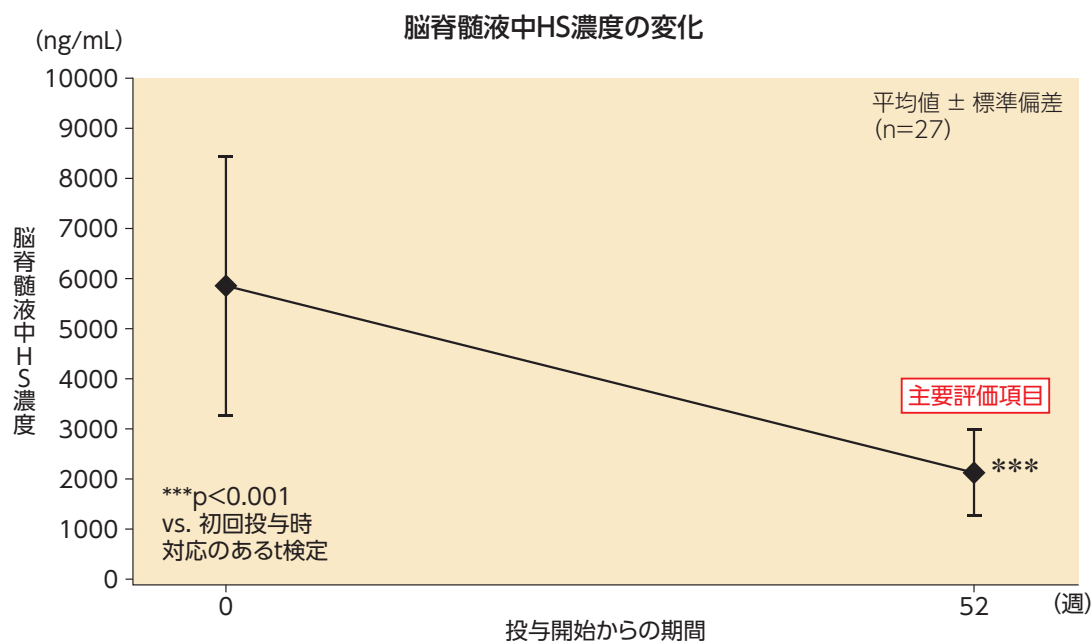 脳脊髄液中HS濃度の変化
(ng/mL)
10000
9000
8000
7000
6000
5000
4000
3000
2000
1000
0
脳脊髄液中HS濃度
平均値 ± 標準偏差
(n=27)
主要評価項目
***
***p<0.001
vs. 初回投与時
対応のあるt検定
0
52
(週)
投与開始からの期間